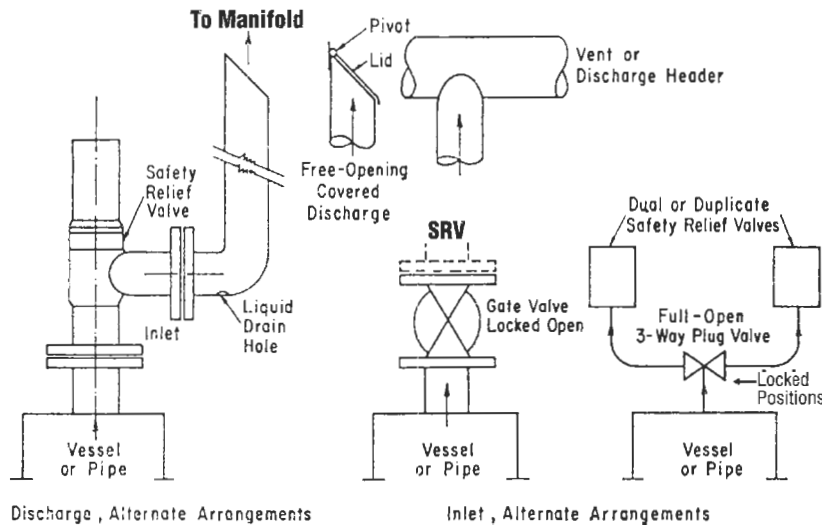 To Manifold
Pivot
Lid
Vent or
Discharge Header
Safety
Relief
Valve
Free-Opening
Covered
Discharge
Liquid
Drain
Hole
Inlet
Vessel
or Pipe
Discharge, Alternate Arrangements
SRV
Gate Valve
Locked Open
Vessel
or Pipe
Dual or Duplicate
Safety Relief Valves
Full-Open
3-Way Plug Valve
Locked
Positions
Vessel
or Pipe
Inlet, Alternate Arrangements